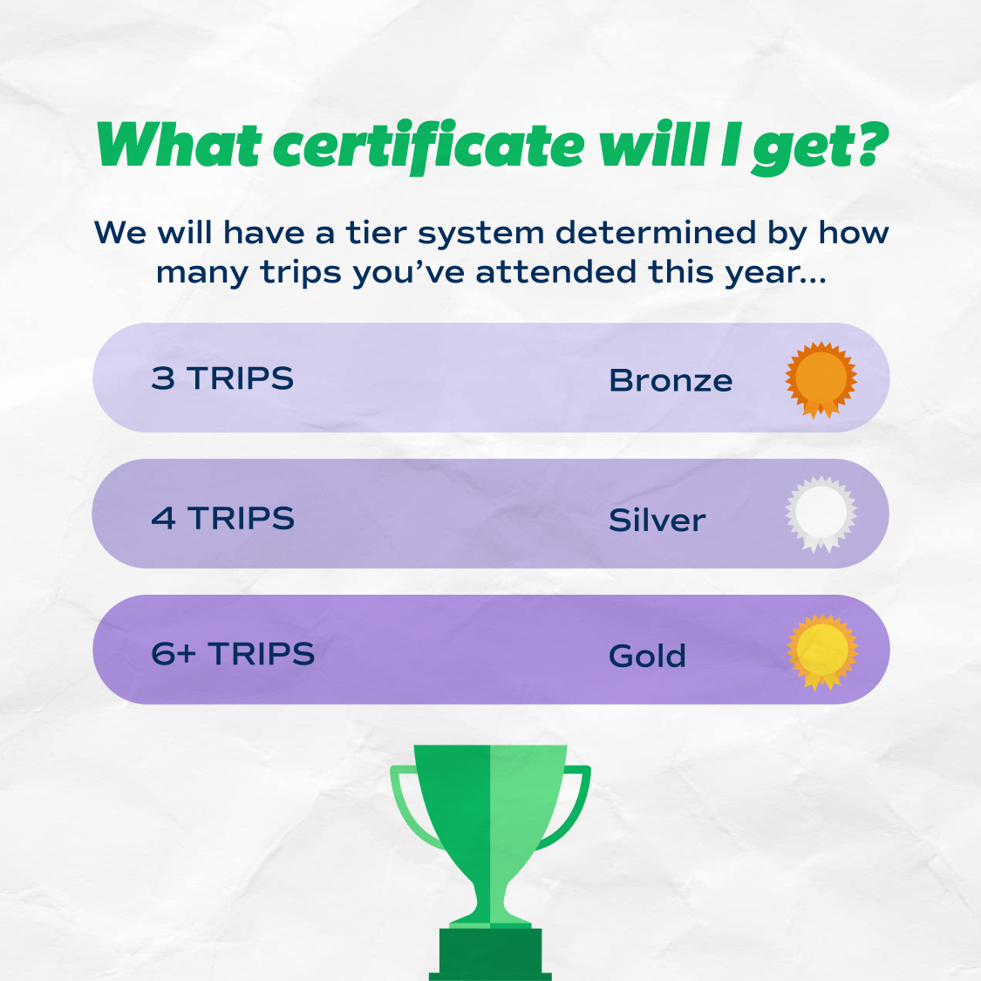 What certificate will I get?
We will have a tier system determined by how
many trips you’ve attended this year...
3 TRIPS Bronze
4 TRIPS Silver
6+ TRIPS Gold